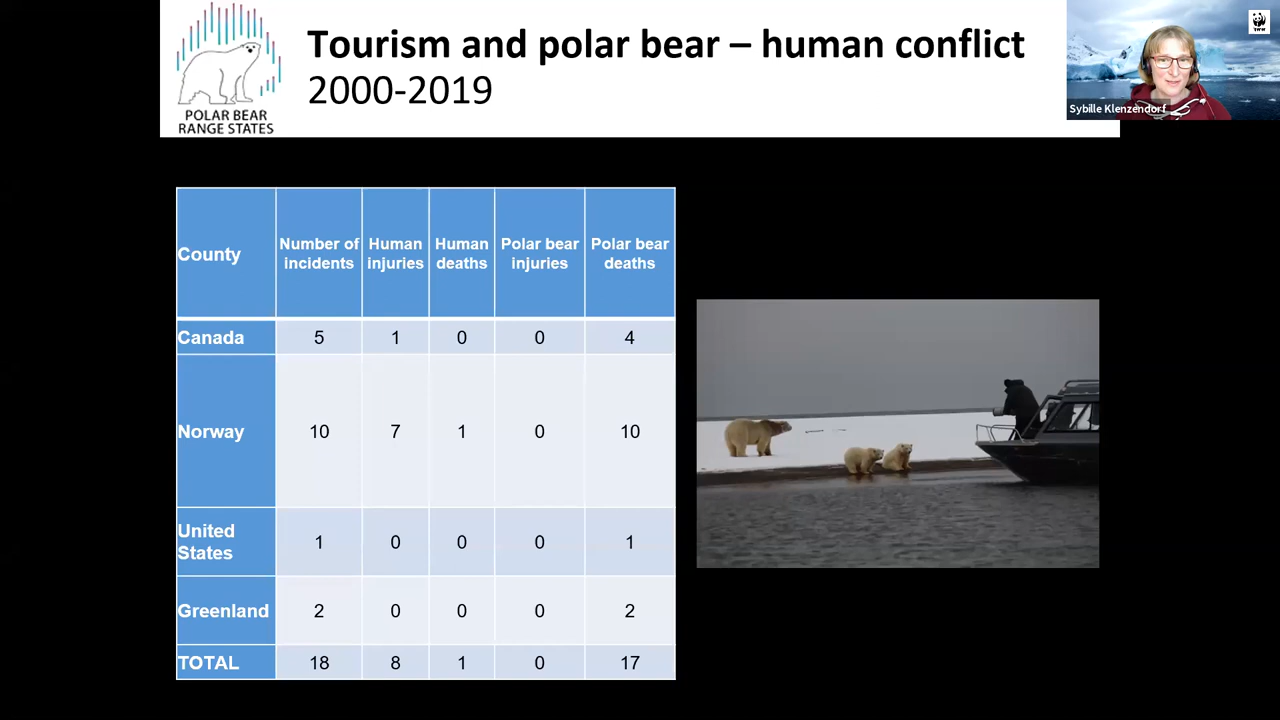 Tourism and polar bear – human conflict
2000-2019
POLAR BEAR
RANGE STATES
WWF
Sybille Klenzendorf
County
Number of incidents
Human injuries
Human deaths
Polar bear injuries
Polar bear deaths
Canada 5 1 0 0 4
Norway 10 7 1 0 10
United States 1 0 0 0 1
Greenland 2 0 0 0 2
TOTAL 18 8 1 0 17